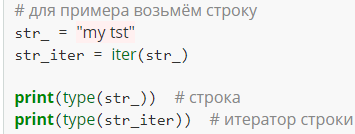 # для примера возьмём строку
str_ = "my tst"
str_iter = iter(str_)

print(type(str_))  # строка
print(type(str_iter))  # итератор строки